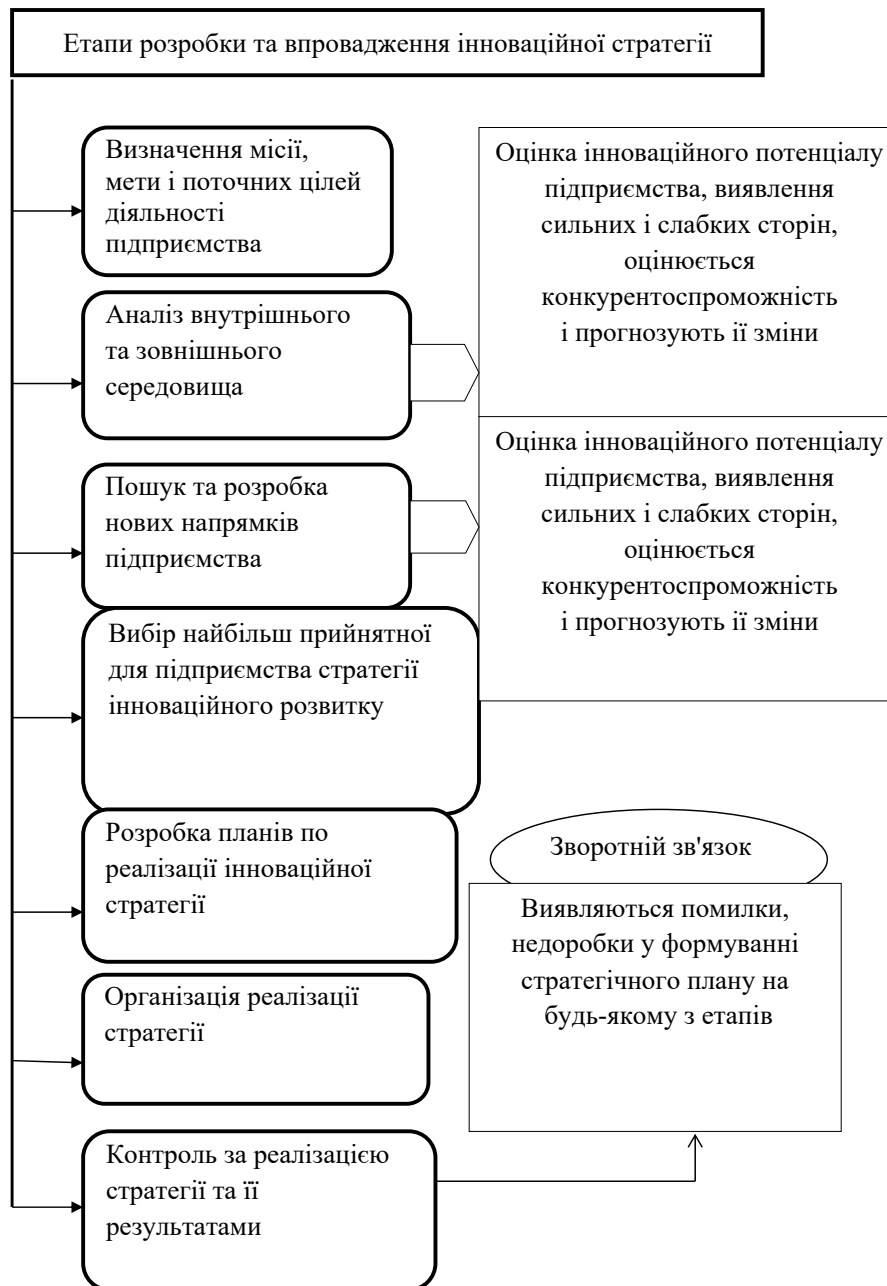 Етапи розробки та впровадження інноваційної стратегії
Визначення місії,
мети і поточних цілей
діяльності
підприємства
Оцінка інноваційного потенціалу
підприємства, виявлення
сильних і слабких сторін,
оцінюється
конкурентоспроможність
і прогнозують ії зміни
Аналіз внутрішнього
та зовнішнього
середовища
Пошук та розробка
нових напрямків
підприємства
Оцінка інноваційного потенціалу
підприємства, виявлення
сильних і слабких сторін,
оцінюється
конкурентоспроможність
і прогнозують ії зміни
Вибір найбільш прийнятної
для підприємства стратегії
інноваційного розвитку
Розробка планів по
реалізації інноваційної
стратегії
Зворотній зв'язок
Виявляються помилки,
недоробки у формуванні
стратегічного плану на
будь-якому з етапів
Організація реалізації
стратегії
Контроль за реалізацією
стратегії та її
результатами